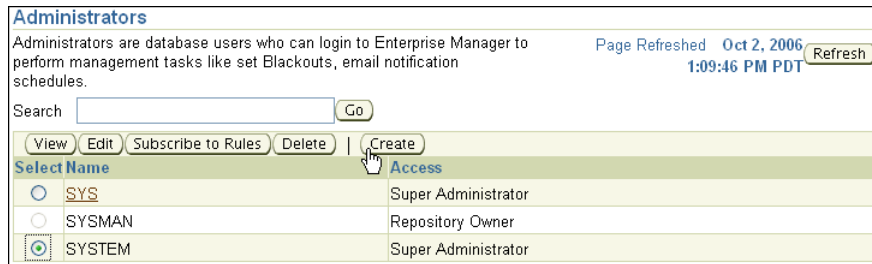 Administrators
Administrators are database users who can login to Enterprise Manager to
perform management tasks like set Blackouts, email notification
schedules.
Page Refreshed Oct 2, 2006
1:09:46 PM PDT
Refresh
Search Go
View Edit Subscribe to Rules Delete | Create
Select Name Access
SYS Super Administrator
SYSMAN Repository Owner
SYSTEM Super Administrator